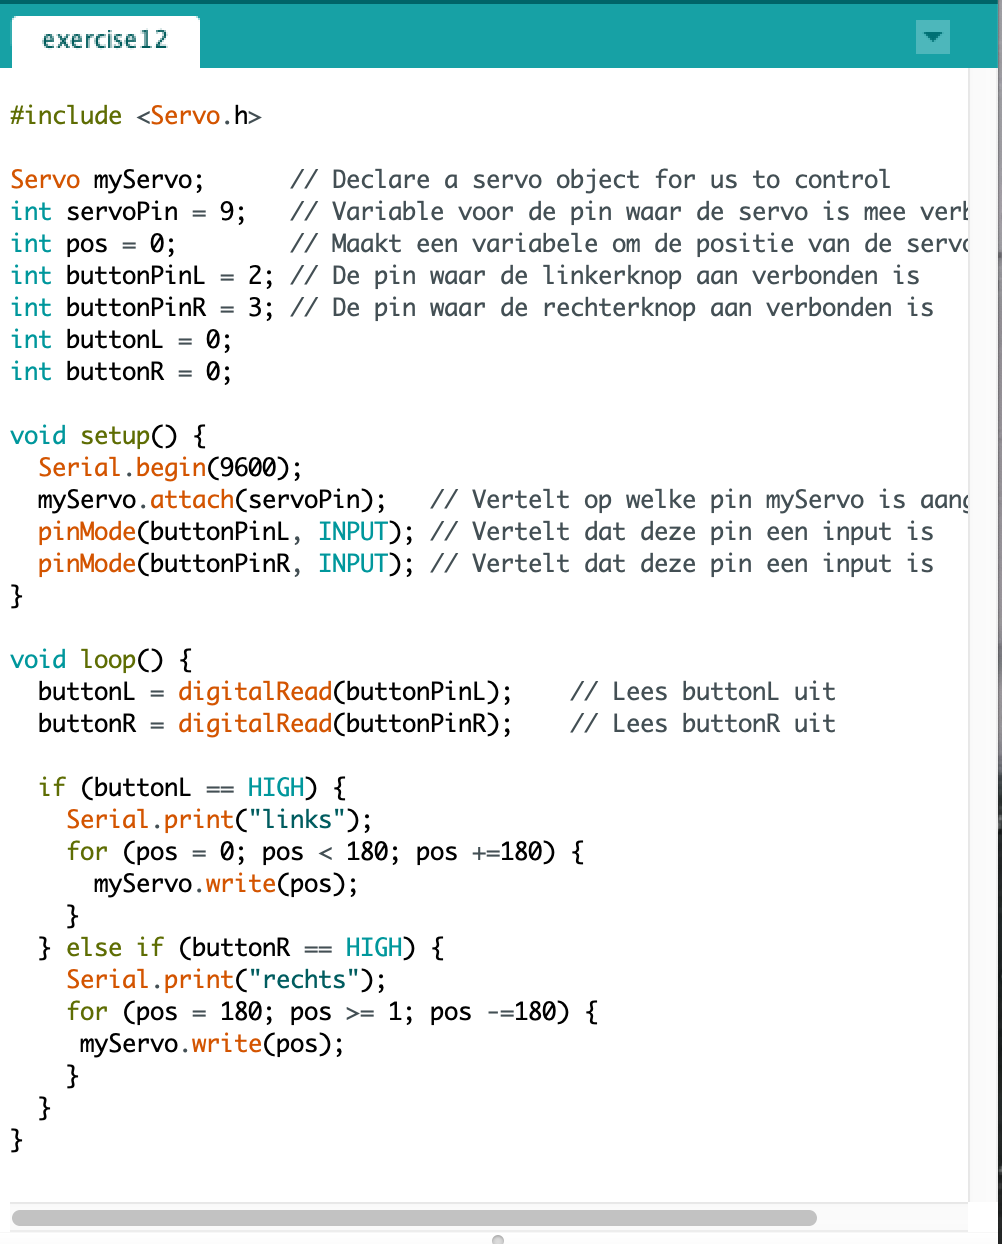 exercise12
#include <Servo.h>
Servo myServo;      // Declare a servo object for us to control
int servoPin = 9;   // Variable voor de pin waar de servo is mee
int pos = 0;        // Maakt een variabele om de positie van de
int buttonPinL = 2; // De pin waar de linkerknop aan verbonden is
int buttonPinR = 3; // De pin waar de rechterknop aan verbonden is
int buttonL = 0;
int buttonR = 0;
void setup() {
  Serial.begin(9600);
  myServo.attach(servoPin);   // Vertelt op welke pin myServo is
  pinMode(buttonPinL, INPUT); // Vertelt dat deze pin een input is
  pinMode(buttonPinR, INPUT); // Vertelt dat deze pin een input is
}
void loop() {
  buttonL = digitalRead(buttonPinL);    // Lees buttonL uit
  buttonR = digitalRead(buttonPinR);    // Lees buttonR uit
  if (buttonL == HIGH) {
    Serial.print("links");
    for (pos = 0; pos < 180; pos +=180) {
      myServo.write(pos);
    }
  } else if (buttonR == HIGH) {
    Serial.print("rechts");
    for (pos = 180; pos >= 1; pos -=180) {
     myServo.write(pos);
    }
  }
}